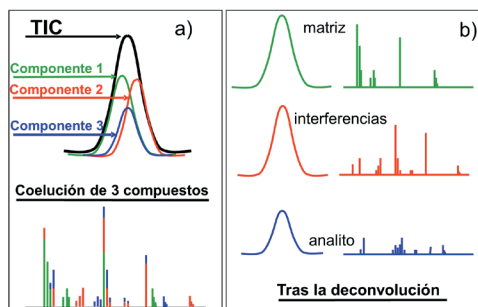 TIC
a)
Componente 1
Componente 2
Componente 3
Coelución de 3 compuestos
b)
matriz
interferencias
analito
Tras la deconvolución